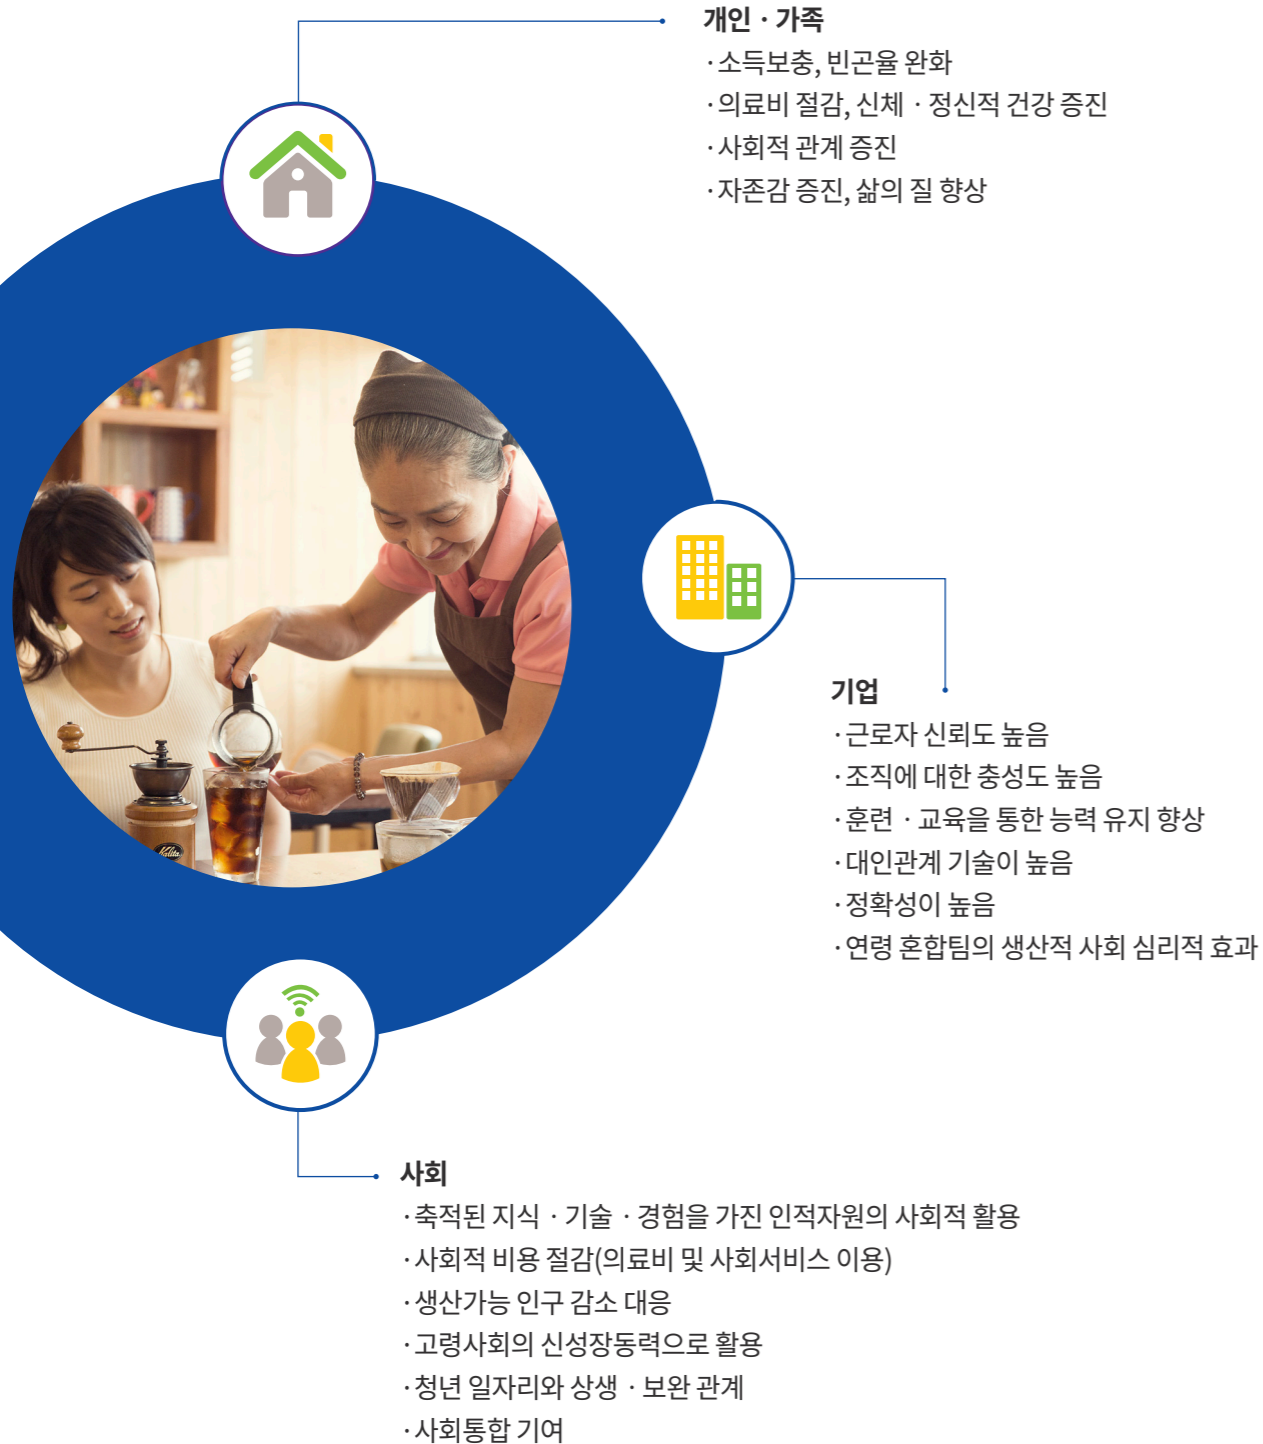 개인 · 가족
· 소득보충, 빈곤율 완화
· 의료비 절감, 신체 · 정신적 건강 증진
· 사회적 관계 증진
· 자존감 증진, 삶의 질 향상
Kalita
기업
· 근로자 신뢰도 높음
· 조직에 대한 충성도 높음
· 훈련 · 교육을 통한 능력 유지 향상
· 대인관계 기술이 높음
· 정확성이 높음
· 연령 혼합팀의 생산적 사회 심리적 효과
사회
· 축적된 지식 · 기술 · 경험을 가진 인적자원의 사회적 활용
· 사회적 비용 절감(의료비 및 사회서비스 이용)
· 생산가능 인구 감소 대응
· 고령사회의 신성장동력으로 활용
· 청년 일자리와 상생 · 보완 관계
· 사회통합 기여